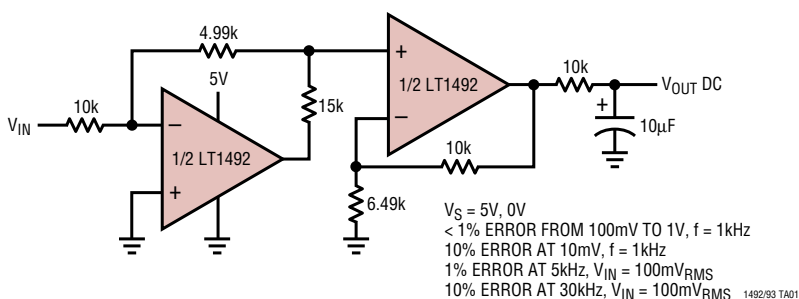 4.99k
5V
10k
V_IN
−
+
1/2 LT1492
15k
+
−
1/2 LT1492
10k
6.49k
10k
V_OUT DC
+
10µF
V_S = 5V, 0V
< 1% ERROR FROM 100mV TO 1V, f = 1kHz
10% ERROR AT 10mV, f = 1kHz
1% ERROR AT 5kHz, V_IN = 100mV_RMS
10% ERROR AT 30kHz, V_IN = 100mV_RMS
1492/93 TA01